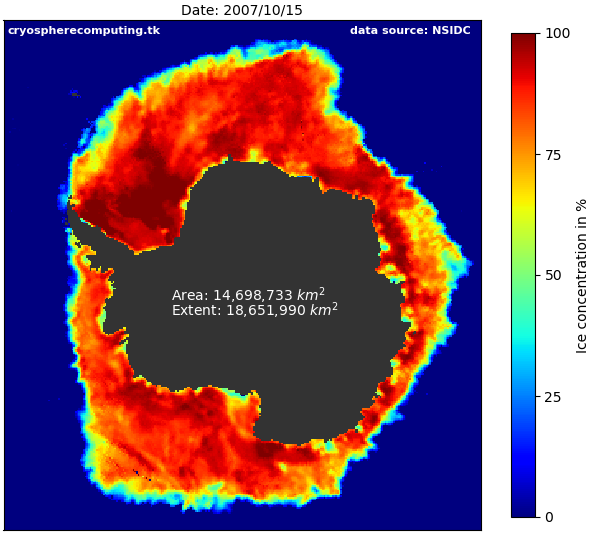 Date: 2007/10/15
cryospherecomputing.tk
data source: NSIDC
Area: 14,698,733 km²
Extent: 18,651,990 km²
100
75
50
25
0
Ice concentration in %